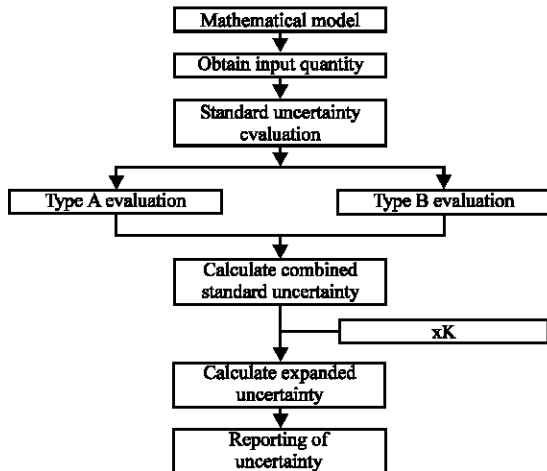 Mathematical model
Obtain input quantity
Standard uncertainty
evaluation
Type A evaluation
Type B evaluation
Calculate combined
standard uncertainty
xK
Calculate expanded
uncertainty
Reporting of
uncertainty